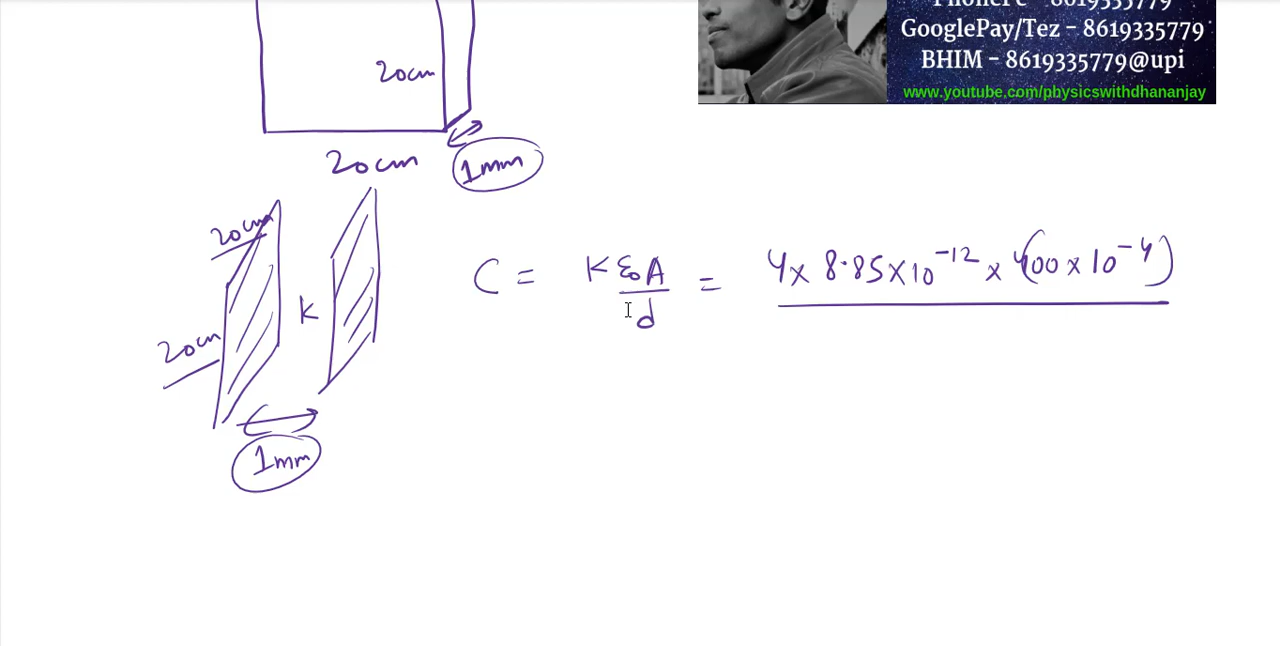 GooglePay/Tez – 8619335779
BHIM – 8619335779@upi
www.youtube.com/physicswithdhananjay
20cm
20cm
1mm
20cm
20cm
K
1mm
C = Kε₀A/d = 4 × 8.85 × 10⁻¹² × (400 × 10⁻⁴)